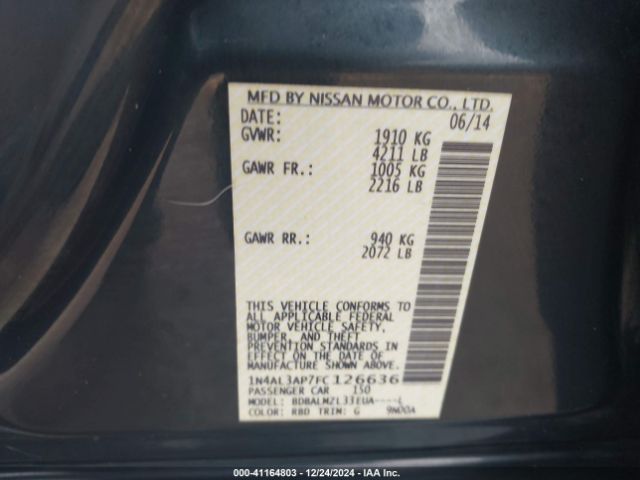 MFD BY NISSAN MOTOR CO., LTD.
DATE: 06/14
GVWR: 1910 KG
4211 LB
GAWR FR.: 1005 KG
2216 LB
GAWR RR.: 940 KG
2072 LB
THIS VEHICLE CONFORMS TO
ALL APPLICABLE FEDERAL
MOTOR VEHICLE SAFETY,
BUMPER, AND THEFT
PREVENTION STANDARDS IN
EFFECT ON THE DATE OF
MANUFACTURE SHOWN ABOVE.
1N4AL3AP7FC126636
PASSENGER CAR 150
MODEL: BDBALMZL33EUA----L
COLOR: RBD TRIM: G 9N00A
000-41164803 - 12/24/2024 - IAA Inc.